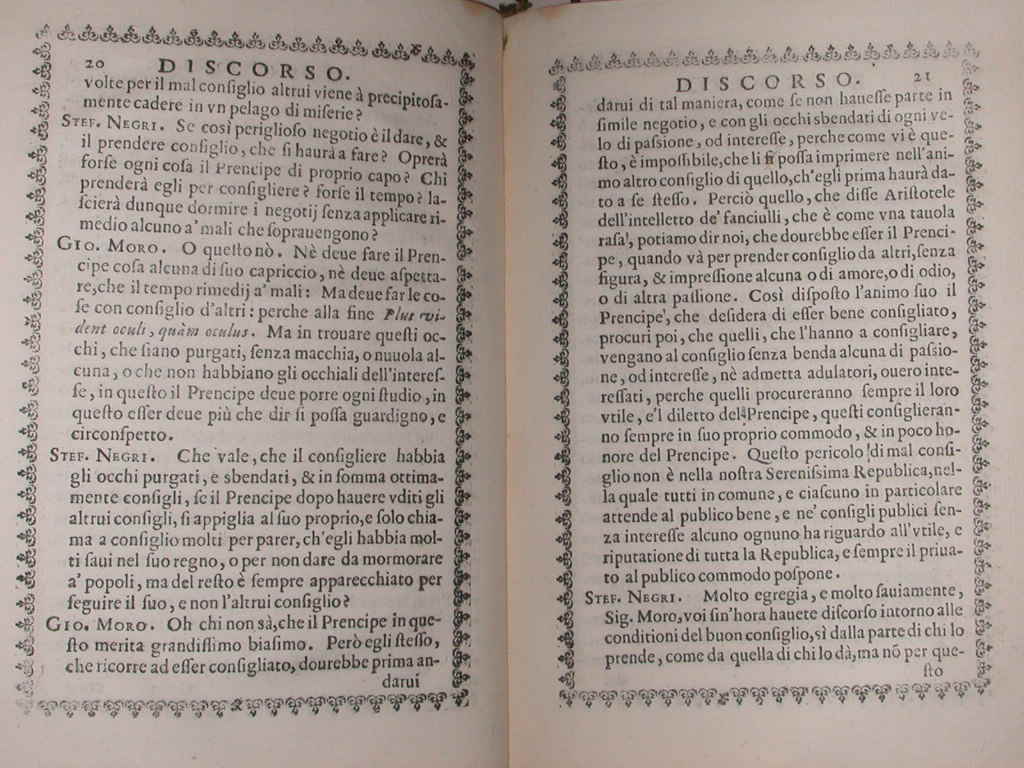 20 DISCORSO.
volte per il mal conſiglio altrui viene à precipitoſa-
mente cadere in vn pelago di miſerie?
STEF. NEGRI. Se così periglioſo negotio è il dare, &
il prendere conſiglio, che ſi haurà a fare? Oprerà
forſe ogni coſa il Prencipe di proprio capo? Chi
prenderà egli per conſigliere? forſe il tempo? la-
ſcierà dunque dormire i negotij ſenza applicare ri-
medio alcuno a' mali che ſoprauengono?
GIO. MORO. O queſto nò. Nè deue fare il Pren-
cipe coſa alcuna di ſuo capriccio, nè deue aſpetta-
re, che il tempo rimedij a' mali: Ma deue far le co-
ſe con conſiglio d'altri: perche alla fine Plus vi-
dent oculi, quàm oculus. Ma in trouare queſti oc-
chi, che ſiano purgati, ſenza macchia, o nuuola al-
cuna, o che non habbiano gli occhiali dell'intereſ-
ſe, in queſto il Prencipe deue porre ogni ſtudio, in
queſto eſſer deue più che dir ſi poſſa guardigno, e
circonſpetto.
STEF. NEGRI. Che vale, che il conſigliere habbia
gli occhi purgati, e sbendati, & in ſomma ottima-
mente conſigli, ſe il Prencipe dopo hauere vditi gli
altrui conſigli, ſi appiglia al ſuo proprio, e ſolo chia-
ma a conſiglio molti per parer, ch'egli habbia mol-
ti ſaui nel ſuo regno, o per non dare da mormorare
a' popoli, ma del reſto è ſempre apparecchiato per
ſeguire il ſuo, e non l'altrui conſiglio?
GIO. MORO. Oh chi non sà, che il Prencipe in que-
ſto merita grandiſſimo biaſimo. Però egli ſteſſo,
che ricorre ad eſſer conſigliato, dourebbe prima an-
darui
DISCORSO. 21
darui di tal maniera, come ſe non haueſſe parte in
ſimile negotio, e con gli occhi sbendati di ogni ve-
lo di paſsione, od intereſſe, perche come vi è que-
ſto, è impoſſibile, che li ſi poſſa imprimere nell'ani-
mo altro conſiglio di quello, ch'egli prima haurà da-
to a ſe ſteſſo. Perciò quello, che diſſe Ariſtotele
dell'intelletto de' fanciulli, che è come vna tauola
raſa, potiamo dir noi, che dourebbe eſſer il Prenci-
pe, quando và per prender conſiglio da altri, ſenza
figura, & impreſſione alcuna o di amore, o di odio,
o di altra paſſione. Così diſpoſto l'animo ſuo il
Prencipe, che deſidera di eſſer bene conſigliato,
procuri poi, che quelli, che l'hanno a conſigliare,
vengano al conſiglio ſenza benda alcuna di paſsio-
ne, od intereſſe, nè admetta adulatori, ouero inte-
reſſati, perche quelli procureranno ſempre il loro
vtile, e'l diletto del Prencipe, queſti conſiglieran-
no ſempre in ſuo proprio commodo, & in poco ho-
nore del Prencipe. Queſto pericolo di mal conſi-
glio non è nella noſtra Sereniſsima Republica, nel-
la quale tutti in comune, e ciaſcuno in particolare
attende al publico bene, e ne' conſigli publici ſen-
za intereſſe alcuno ognuno ha riguardo all'vtile, e
riputatione di tutta la Republica, e ſempre il priua-
to al publico commodo poſpone.
STEF. NEGRI. Molto egregia, e molto ſauiamente,
Sig. Moro, voi ſin'hora hauete diſcorſo intorno alle
conditioni del buon conſiglio, sì dalla parte di chi lo
prende, come da quella di chi lo dà, ma nō per que-
ſto